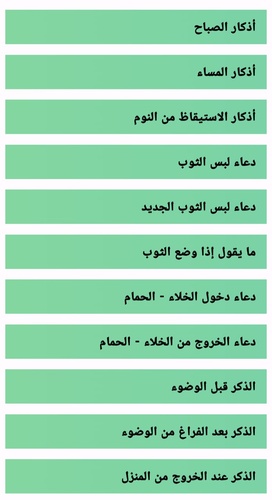 أذكار الصباح
أذكار المساء
أذكار الاستيقاظ من النوم
دعاء لبس الثوب
دعاء لبس الثوب الجديد
ما يقول إذا وضع الثوب
دعاء دخول الخلاء - الحمام
دعاء الخروج من الخلاء - الحمام
الذكر قبل الوضوء
الذكر بعد الفراغ من الوضوء
الذكر عند الخروج من المنزل